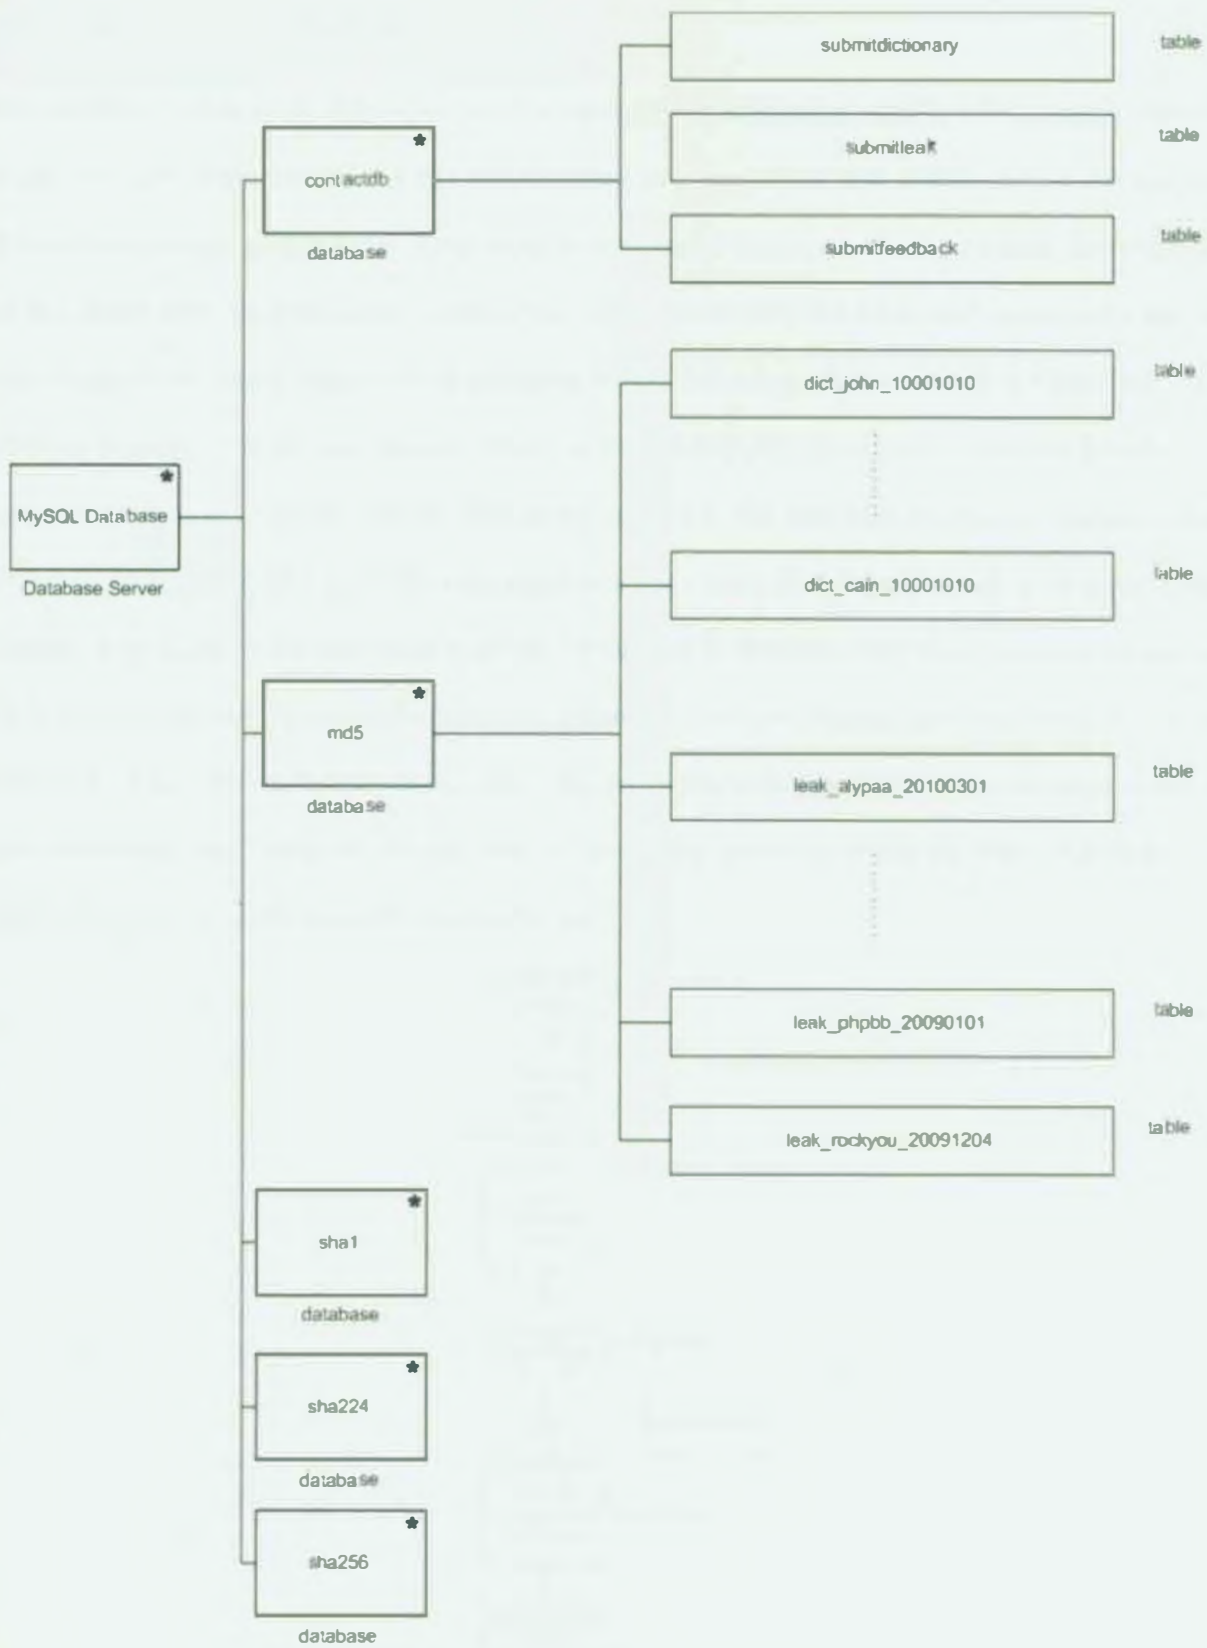 submitdictionary
table
submitleak
table
contactdb
database
submitfeedback
table
dict_john_10001010
table
MySQL Database
Database Server
dict_cain_10001010
table
md5
database
leak_alypaa_20100301
table
leak_phpbb_20090101
table
leak_rockyou_20091204
table
sha1
database
sha224
database
sha256
database